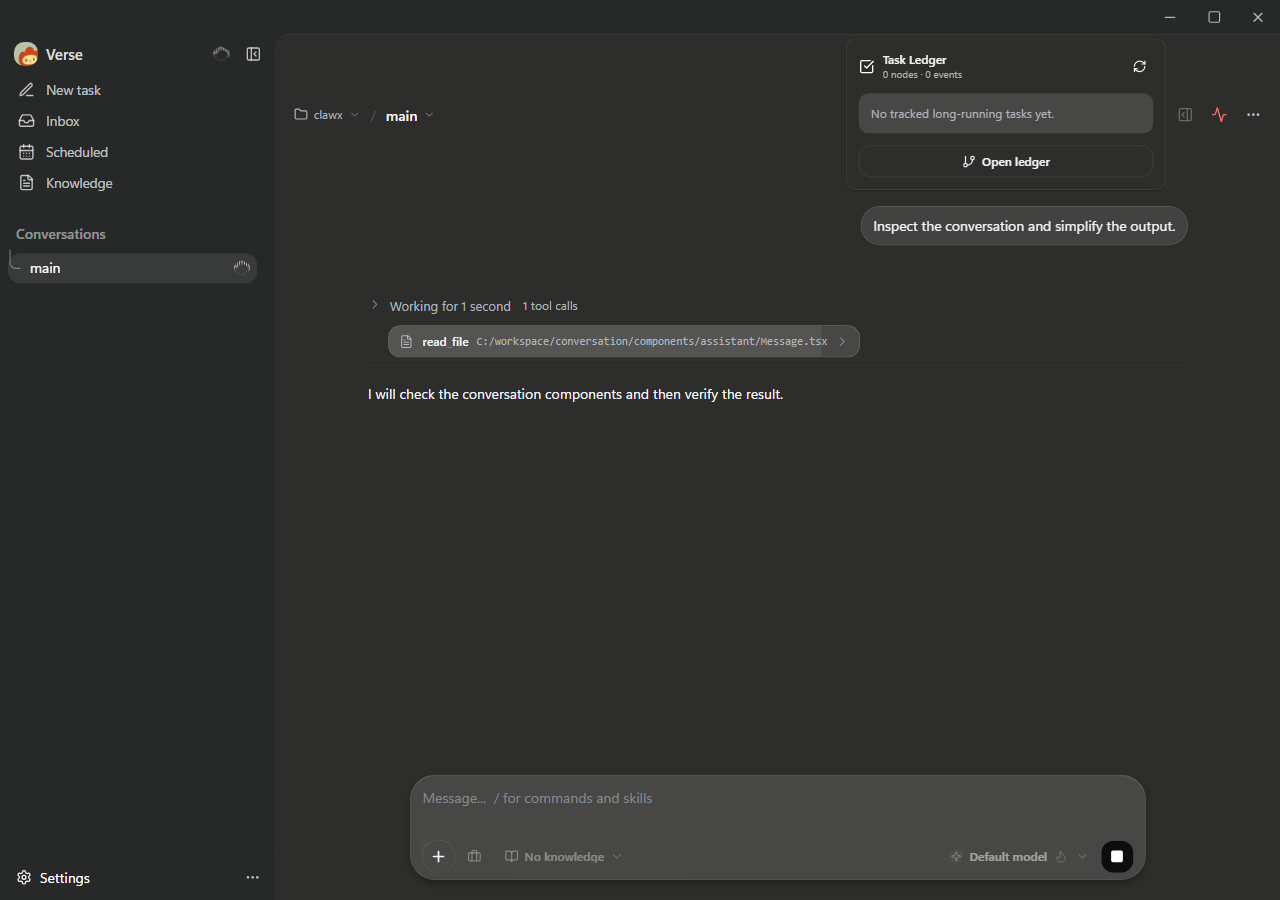 Verse
New task
Inbox
Scheduled
Knowledge
Conversations
main
Settings
clawx / main
Task Ledger
0 nodes · 0 events
No tracked long-running tasks yet.
Open ledger
Inspect the conversation and simplify the output.
Working for 1 second 1 tool calls
read_file C:/workspace/conversation/components/assistant/Message.tsx
I will check the conversation components and then verify the result.
Message... / for commands and skills
No knowledge
Default model